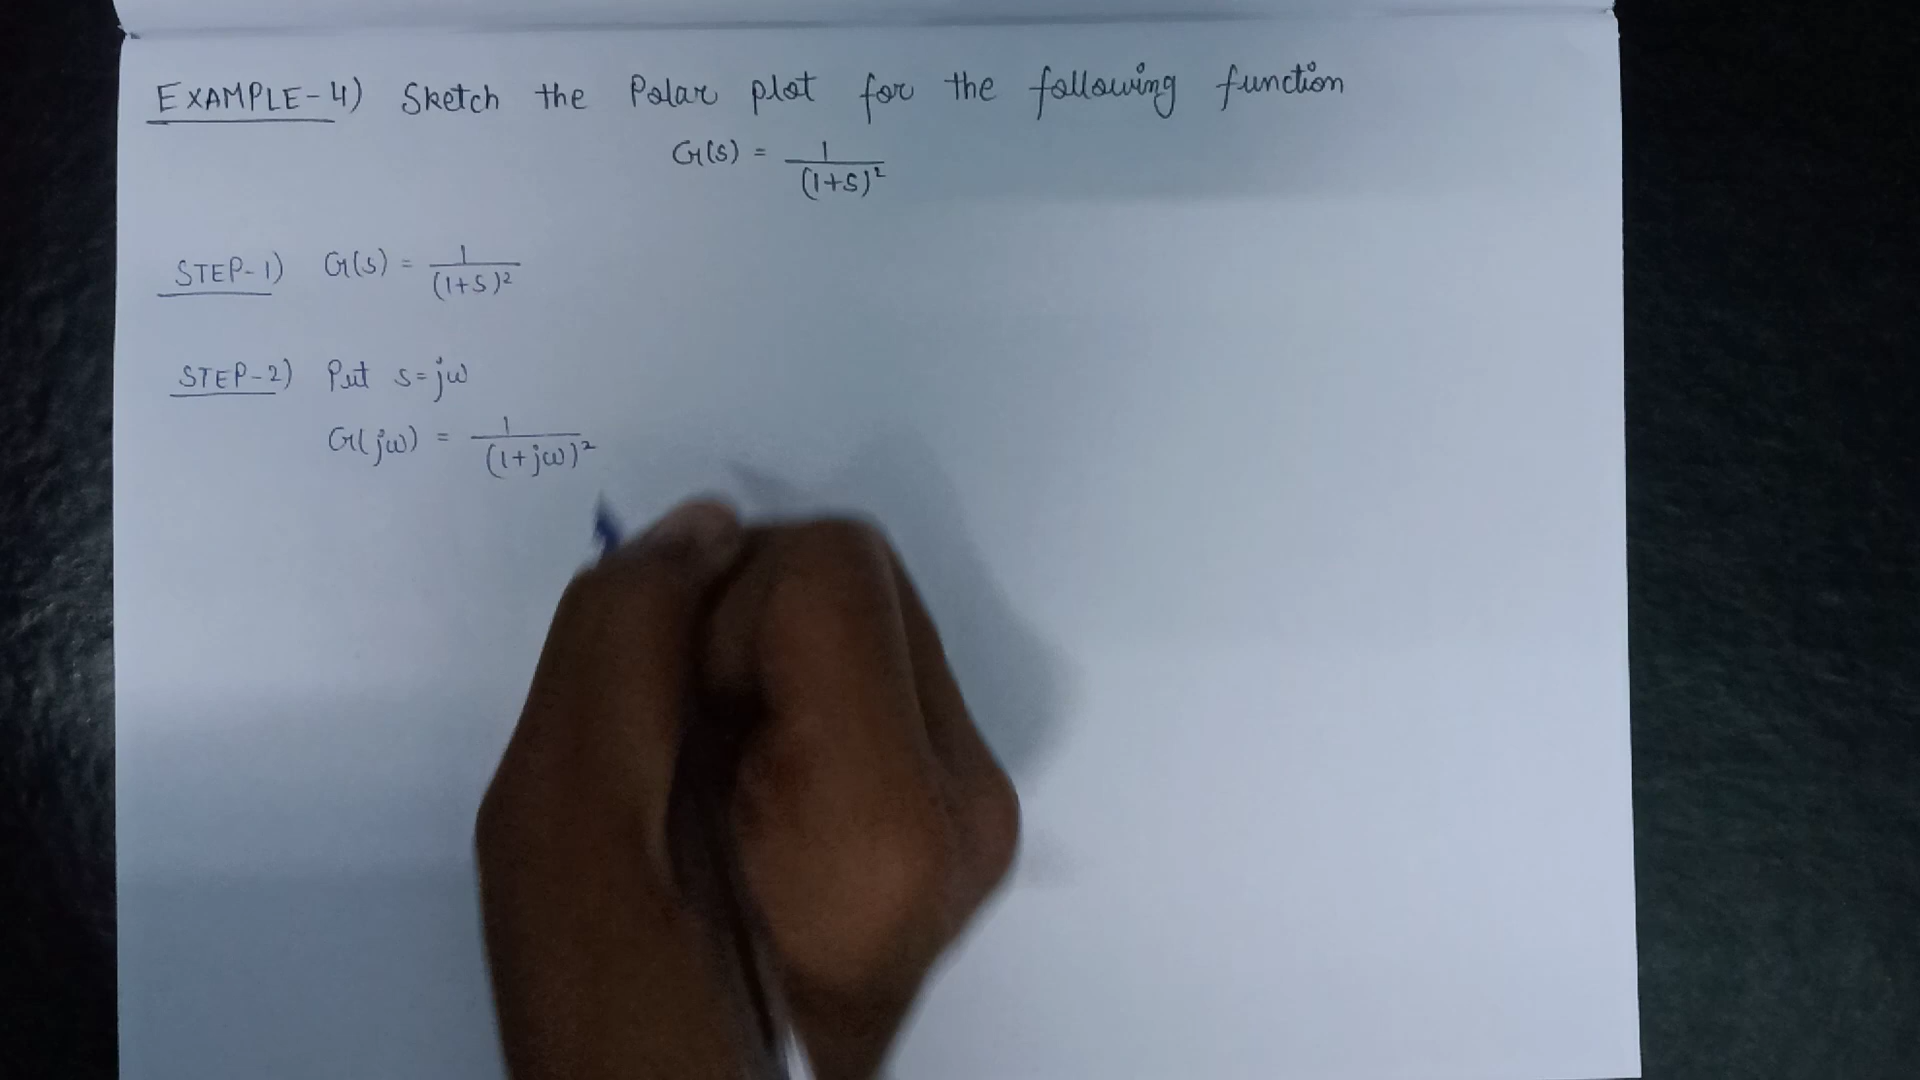 EXAMPLE-4) Sketch the Polar plot for the following function
G(s) = 1/(1+s)²
STEP-1) G(s) = 1/(1+s)²
STEP-2) Put s=jω
G(jω) = 1/(1+jω)²